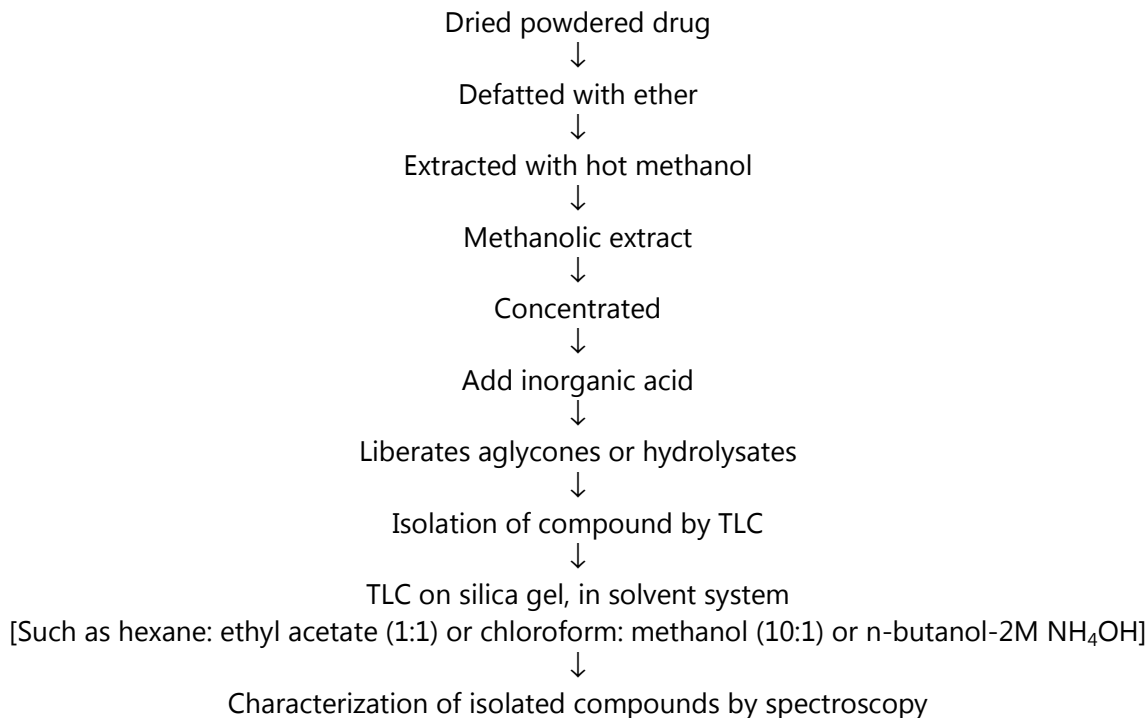 Dried powdered drug
↓
Defatted with ether
↓
Extracted with hot methanol
↓
Methanolic extract
↓
Concentrated
↓
Add inorganic acid
↓
Liberates aglycones or hydrolysates
↓
Isolation of compound by TLC
↓
TLC on silica gel, in solvent system
[Such as hexane: ethyl acetate (1:1) or chloroform: methanol (10:1) or n-butanol-2M NH₄OH]
↓
Characterization of isolated compounds by spectroscopy